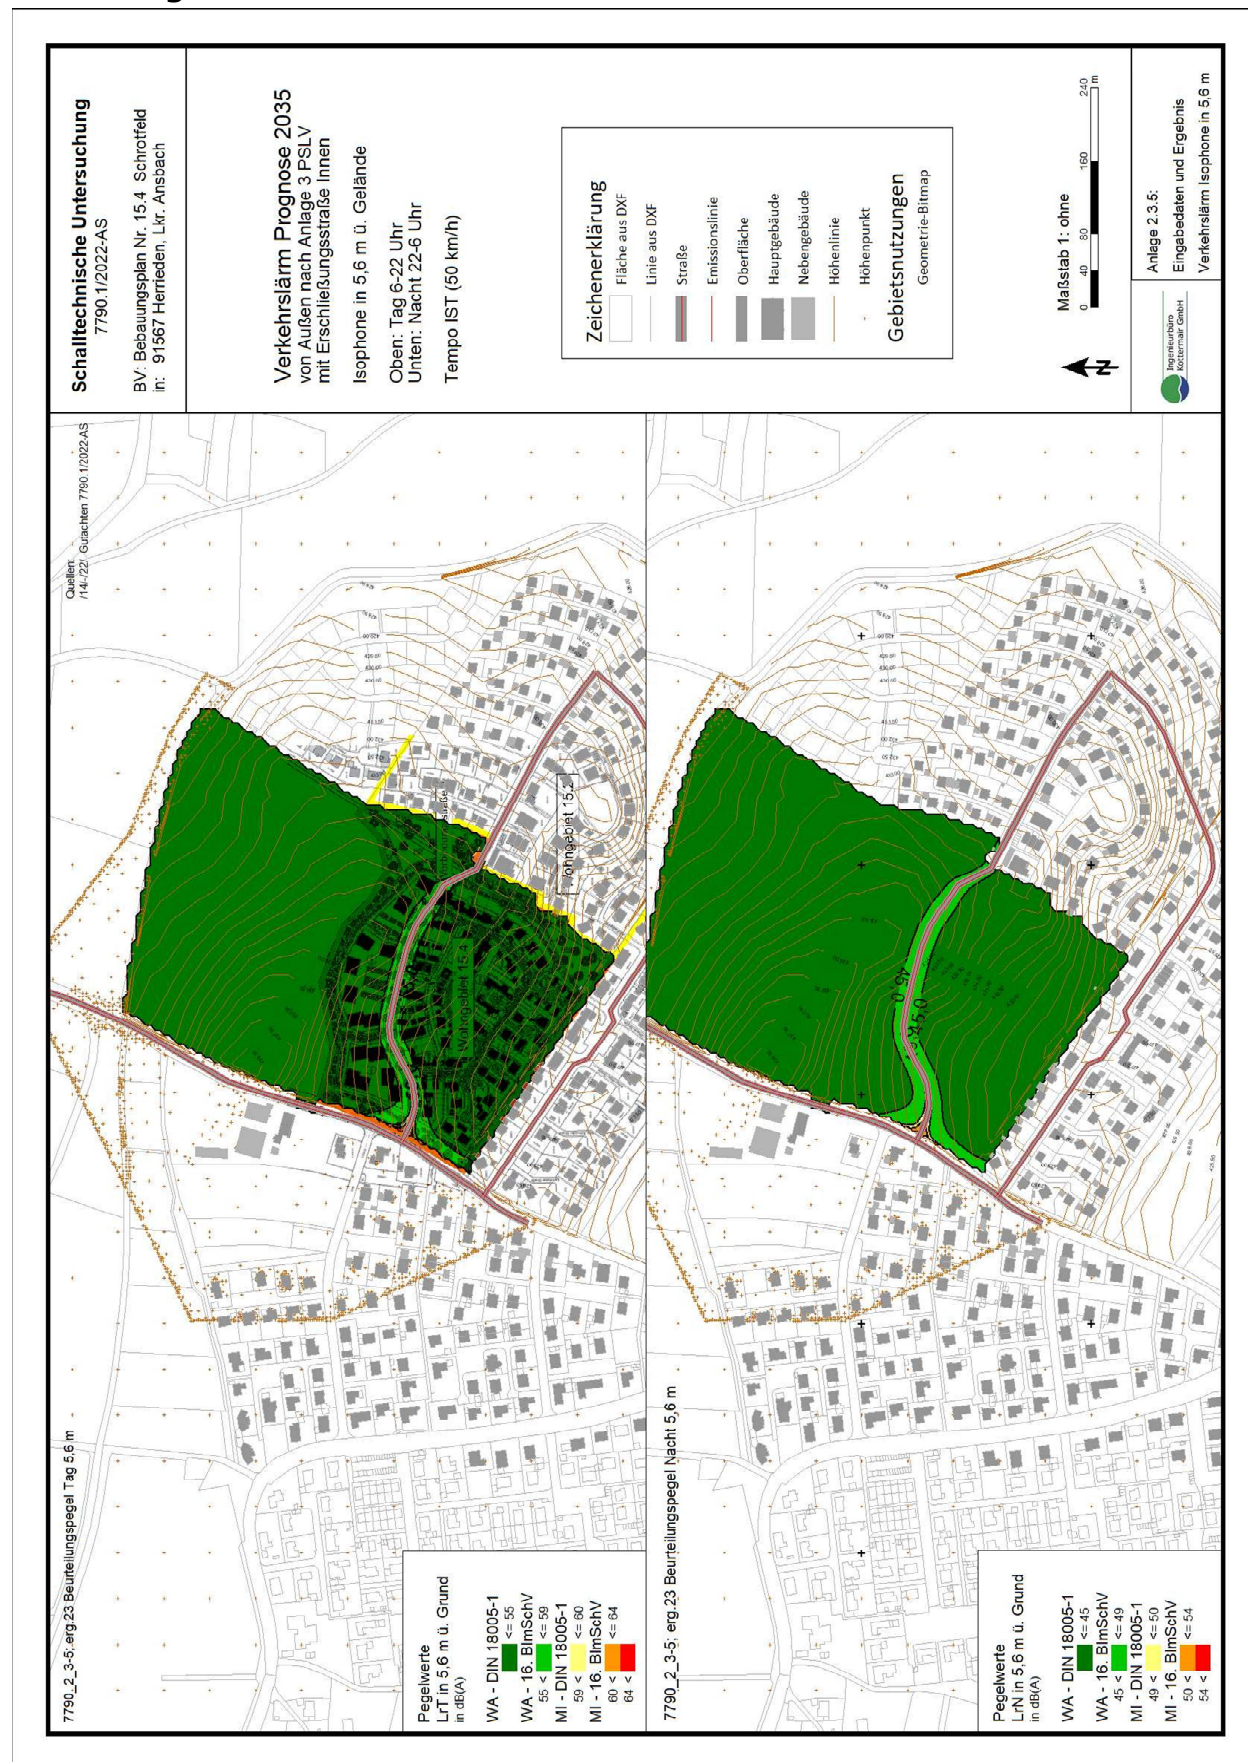 Schalltechnische Untersuchung
7790.1/2022-AS
BV: Bebauungsplan Nr. 15.4 Schrotfeld
in: 91567 Herrieden, Lkr. Ansbach
Verkehrslärm Prognose 2035
von Außen nach Anlage 3 PSLV
mit Erschließungsstraße Innen
Isophone in 5,6 m ü. Gelände
Oben: Tag 6-22 Uhr
Unten: Nacht 22-6 Uhr
Tempo IST (50 km/h)
Zeichenerklärung
Fläche aus DXF
Linie aus DXF
Straße
Emissionslinie
Oberfläche
Hauptgebäude
Nebengebäude
Höhenlinie
Höhenpunkt
Gebietsnutzungen
Geometrie-Bitmap
Maßstab 1: ohne
0 40 80 160 240
m
N
Ingenieurbüro
Kottermair GmbH
Anlage 2.3.5:
Eingabedaten und Ergebnis
Verkehrslärm Isophone in 5,6 m
7790_2_3-5; erg.23 Beurteilungspegel Tag 5,6 m
Quellen:
/14/-/22/ Gutachten 7790.1/2022-AS
Wohngebiet 15.4
Wohngebiet 15.2
Pegelwerte
LrT in 5,6 m ü. Grund
in dB(A)
WA - DIN 18005-1
<= 55
WA - 16. BImSchV
55 < <= 59
MI - DIN 18005-1
59 < <= 60
MI - 16. BImSchV
60 < <= 64
64 <
7790_2_3-5; erg.23 Beurteilungspegel Nacht 5,6 m
45,0
45,0
Pegelwerte
LrN in 5,6 m ü. Grund
in dB(A)
WA - DIN 18005-1
<= 45
WA - 16. BImSchV
45 < <= 49
MI - DIN 18005-1
49 < <= 50
MI - 16. BImSchV
50 < <= 54
54 <